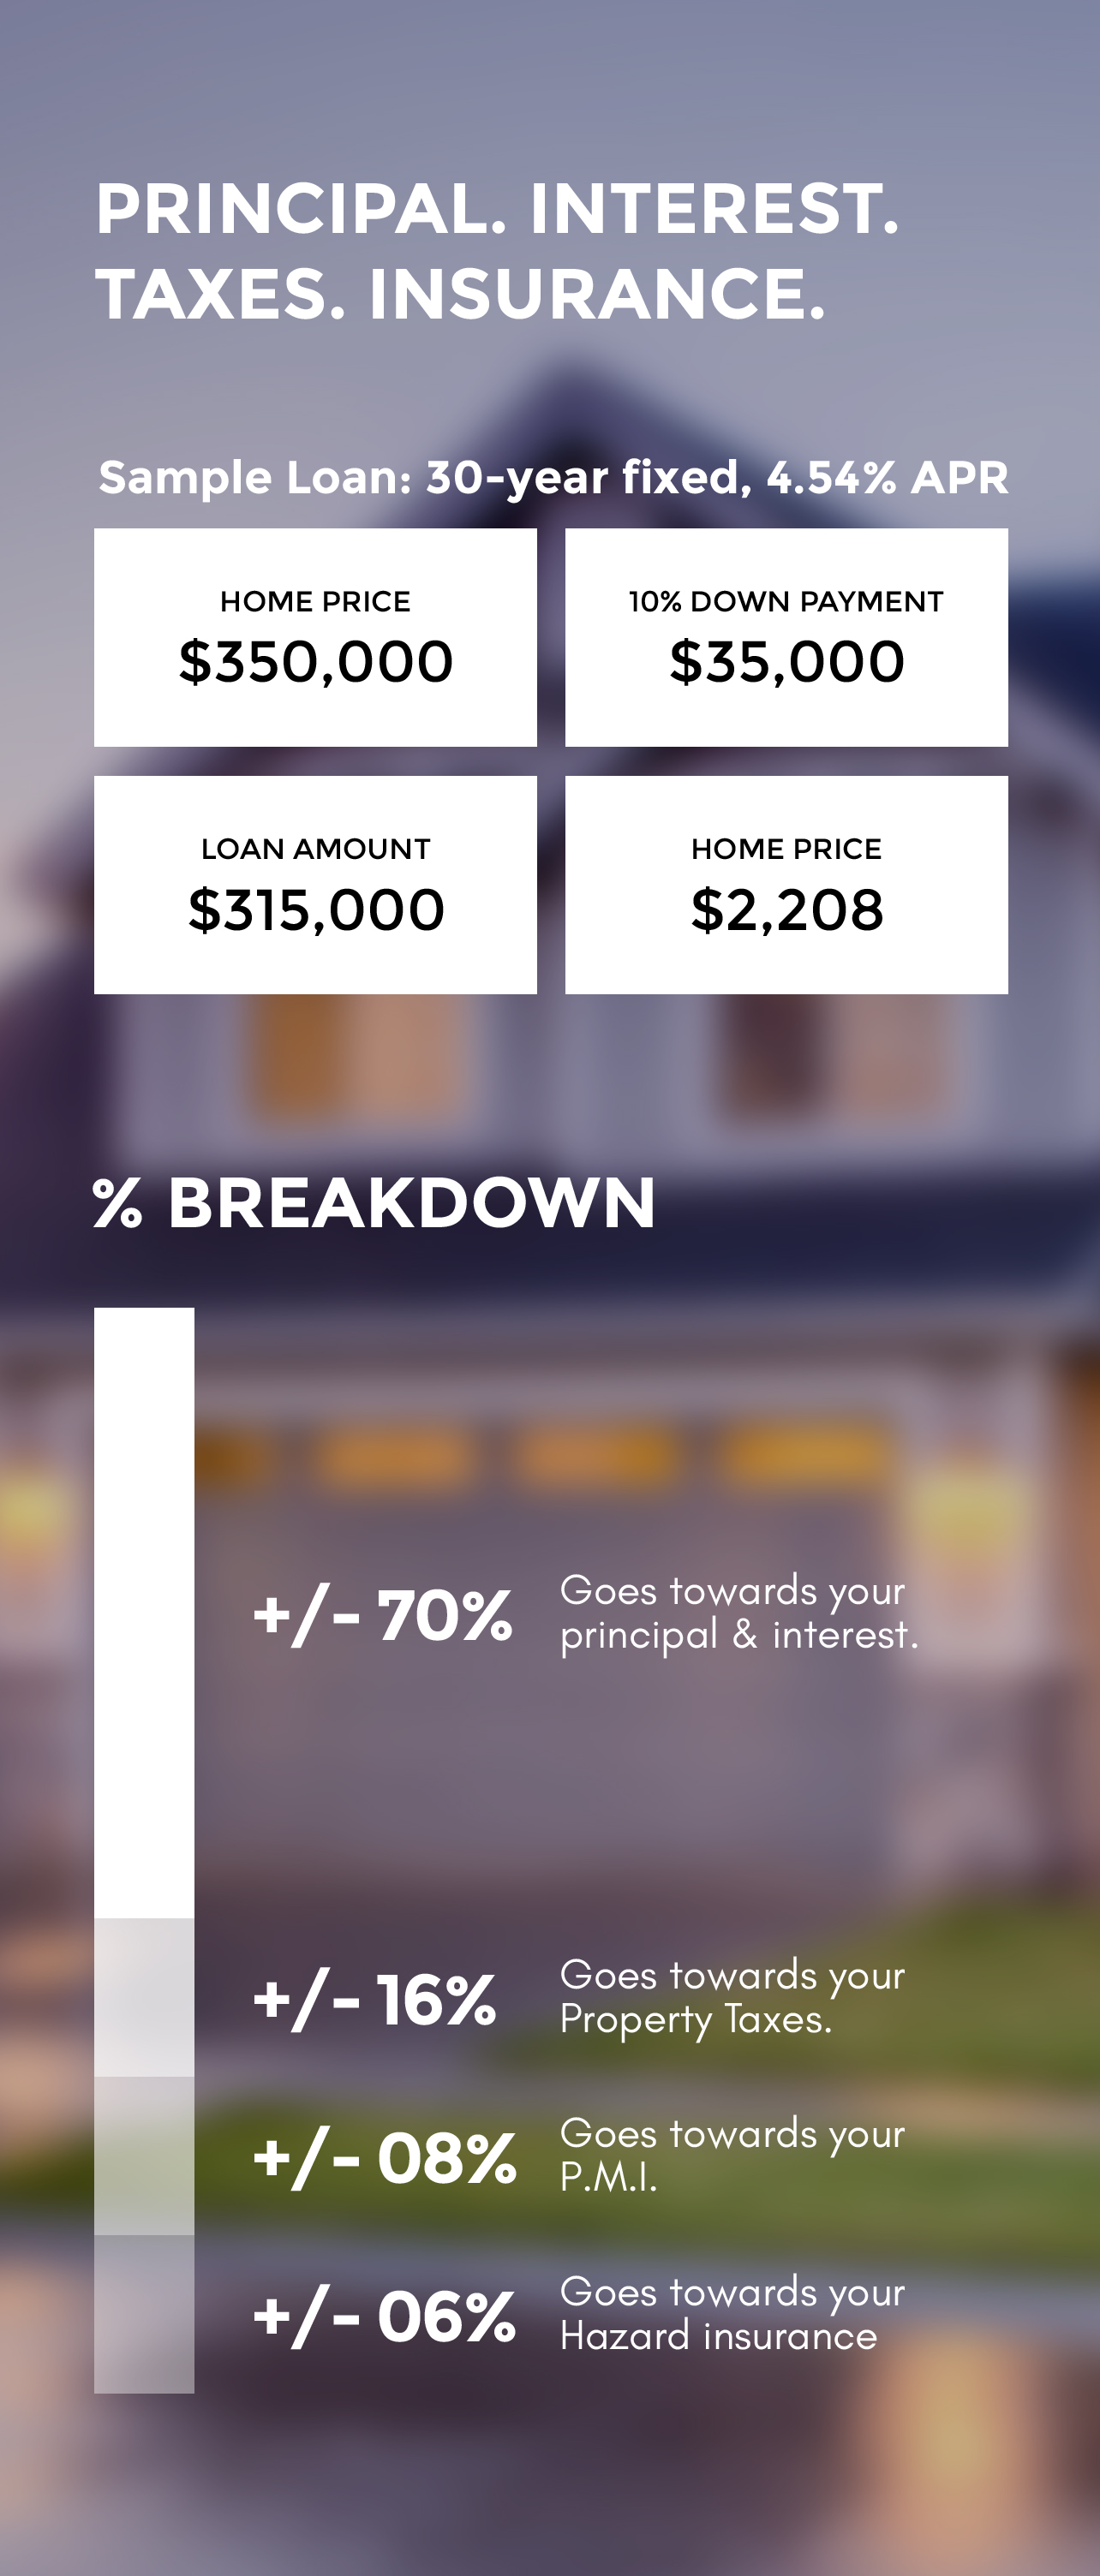 PRINCIPAL. INTEREST.
TAXES. INSURANCE.
Sample Loan: 30-year fixed, 4.54% APR
HOME PRICE
$350,000
10% DOWN PAYMENT
$35,000
LOAN AMOUNT
$315,000
HOME PRICE
$2,208
% BREAKDOWN
+/- 70%
Goes towards your
principal & interest.
+/- 16%
Goes towards your
Property Taxes.
+/- 08%
Goes towards your
P.M.I.
+/- 06%
Goes towards your
Hazard insurance